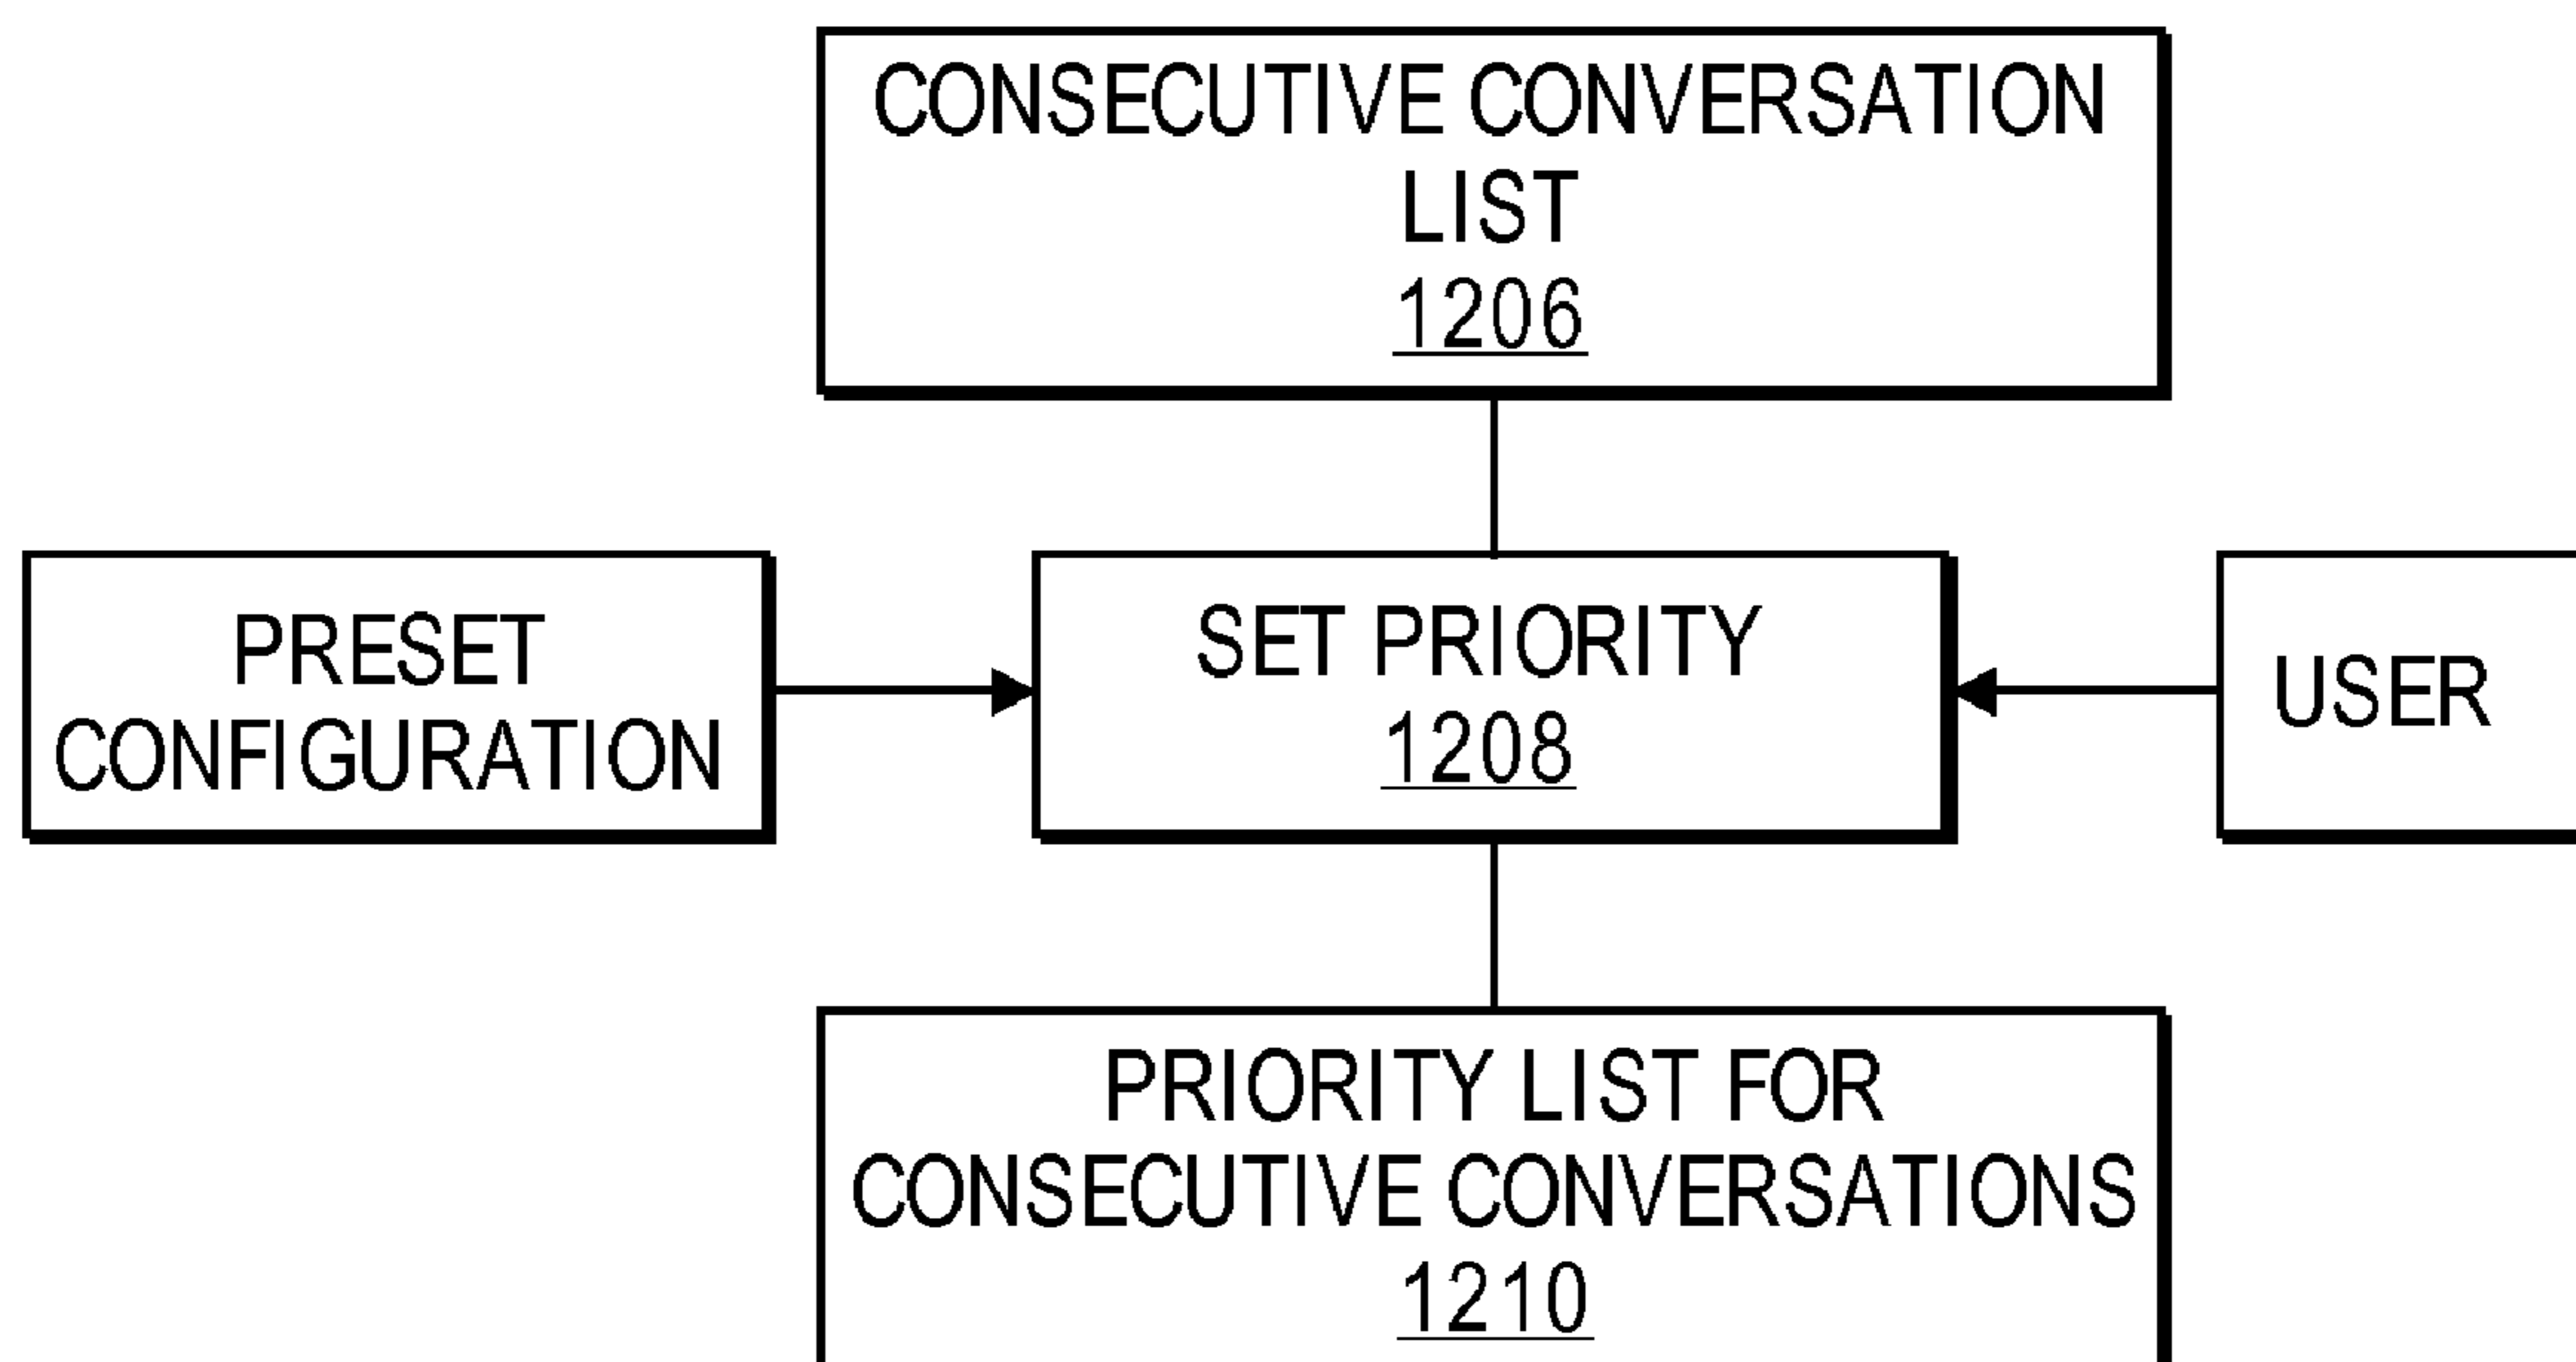 CONSECUTIVE CONVERSATION
LIST
1206
PRESET
CONFIGURATION
SET PRIORITY
1208
USER
PRIORITY LIST FOR
CONSECUTIVE CONVERSATIONS
1210